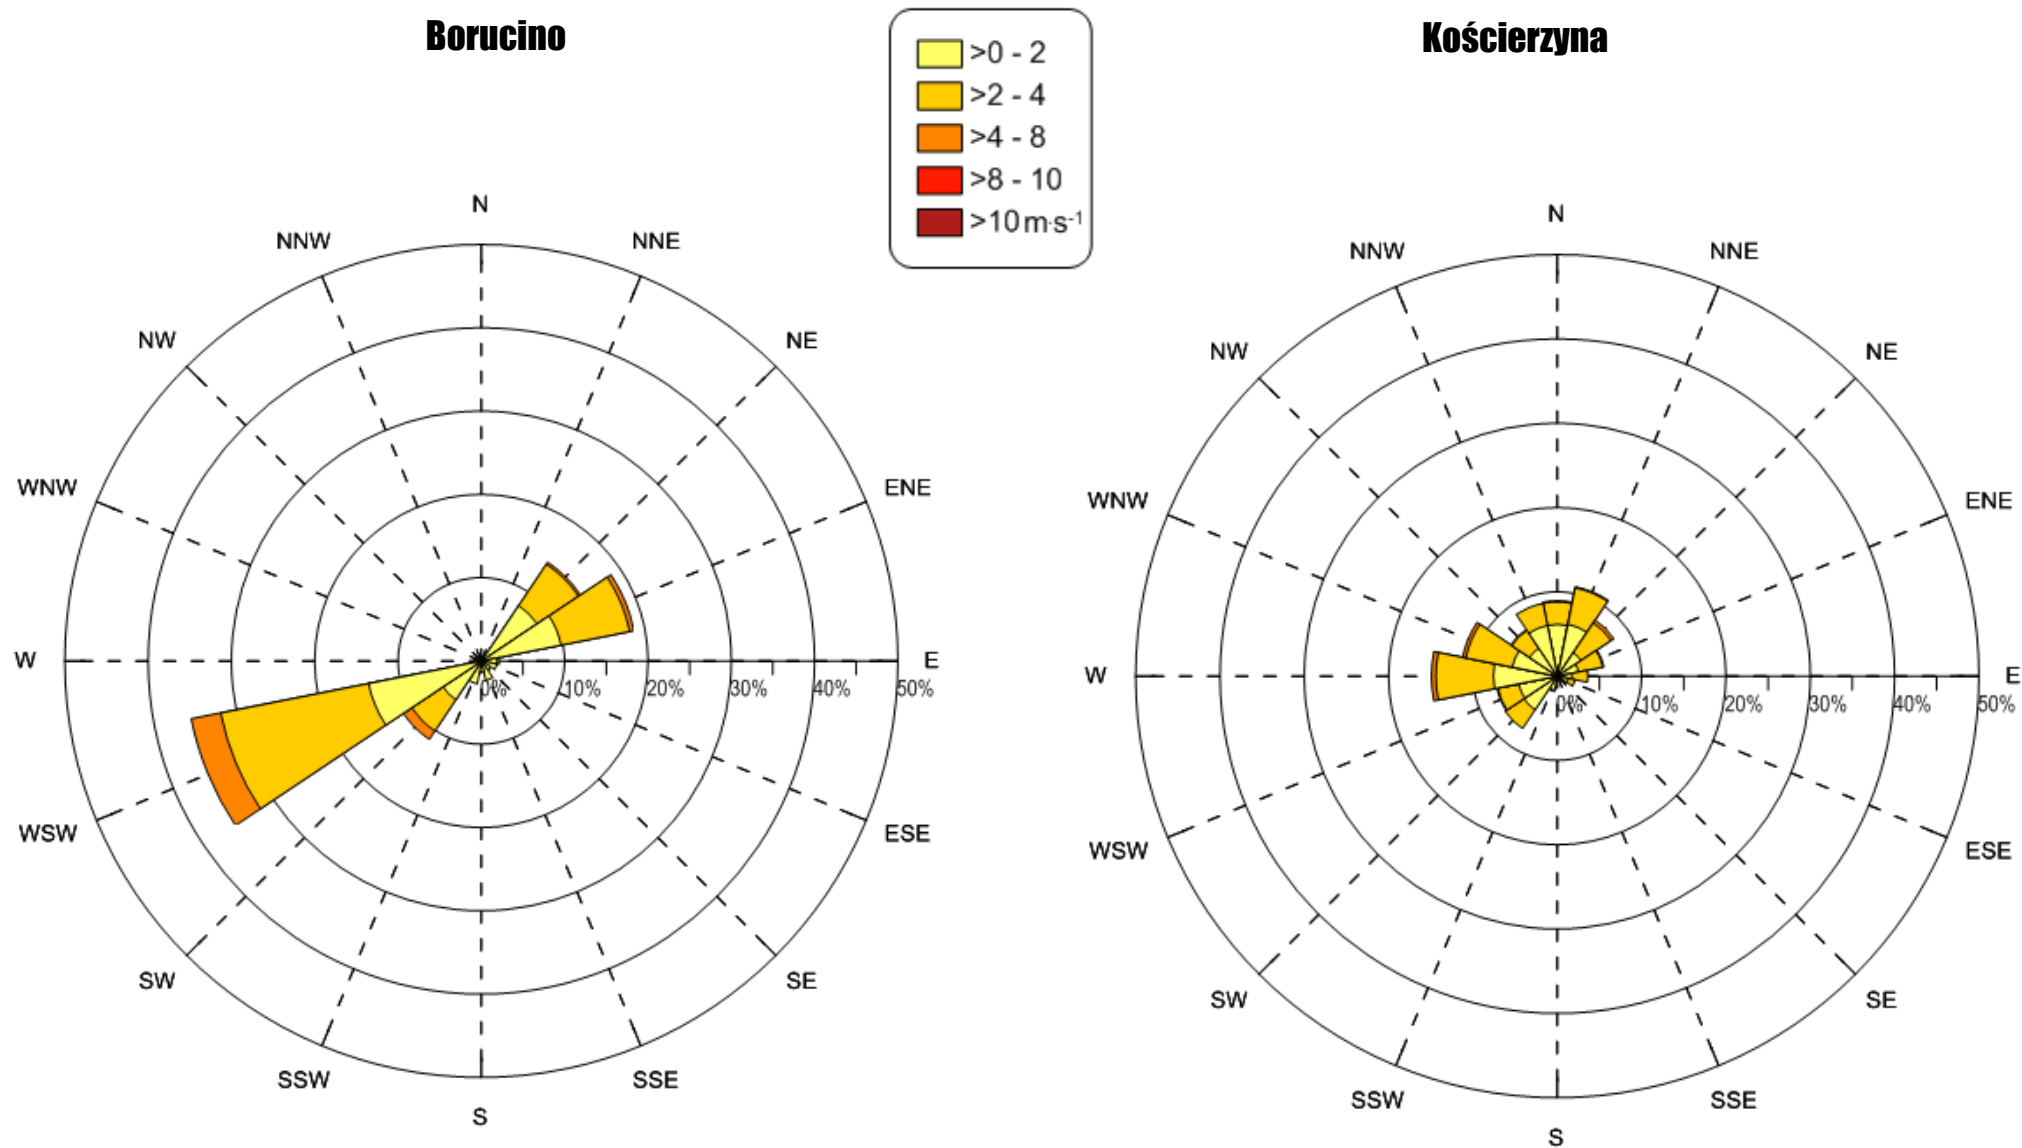 Borucino
>0 - 2
>2 - 4
>4 - 8
>8 - 10
>10 m·s⁻¹
Kościerzyna
N
NNW
NNE
NW
NE
WNW
ENE
W
E
0%
10%
20%
30%
40%
50%
WSW
ESE
SW
SE
SSW
SSE
S
N
NNW
NNE
NW
NE
WNW
ENE
W
E
0%
10%
20%
30%
40%
50%
WSW
ESE
SW
SE
SSW
SSE
S